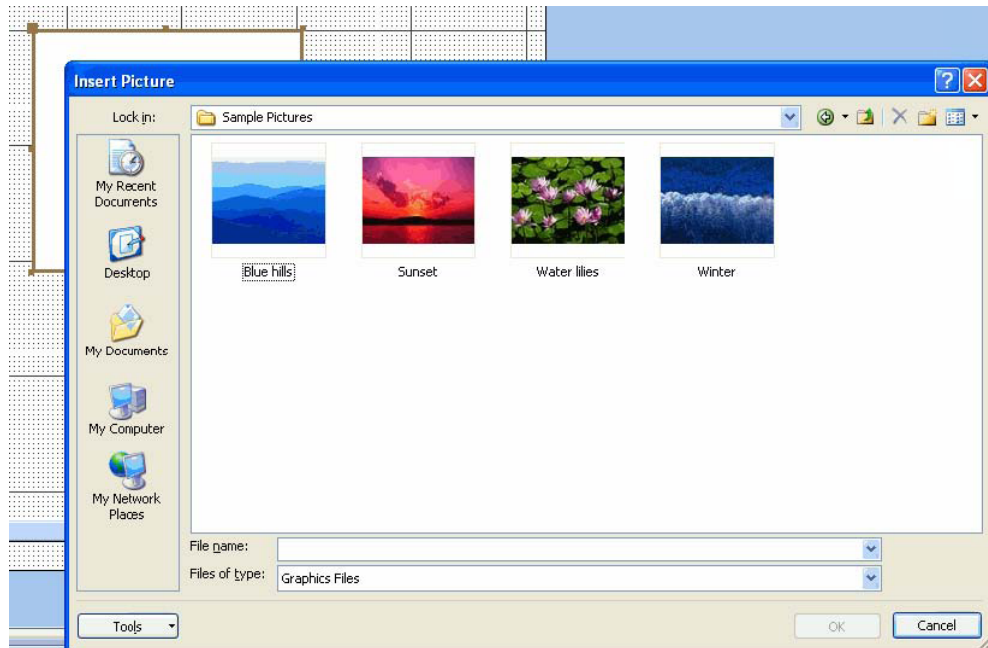 Insert Picture
Look in:
Sample Pictures
My Recent
Documents
Desktop
My Documents
My Computer
My Network
Places
Blue hills
Sunset
Water lilies
Winter
File name:
Files of type:
Graphics Files
Tools
OK
Cancel